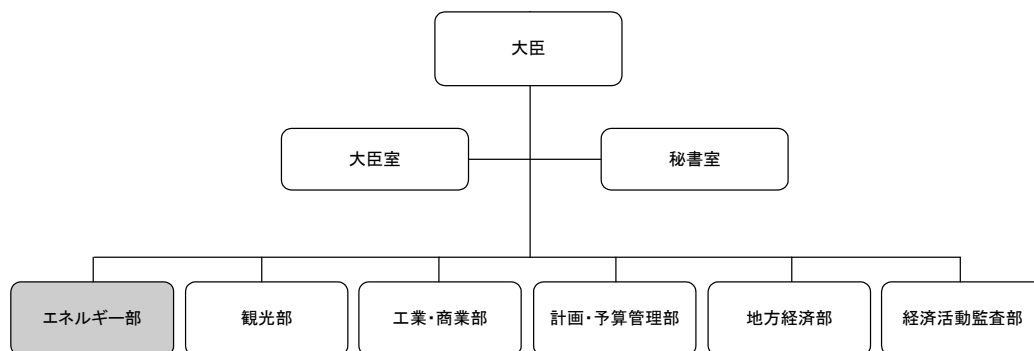 大臣
大臣室
秘書室
エネルギー部
観光部
工業・商業部
計画・予算管理部
地方経済部
経済活動監査部